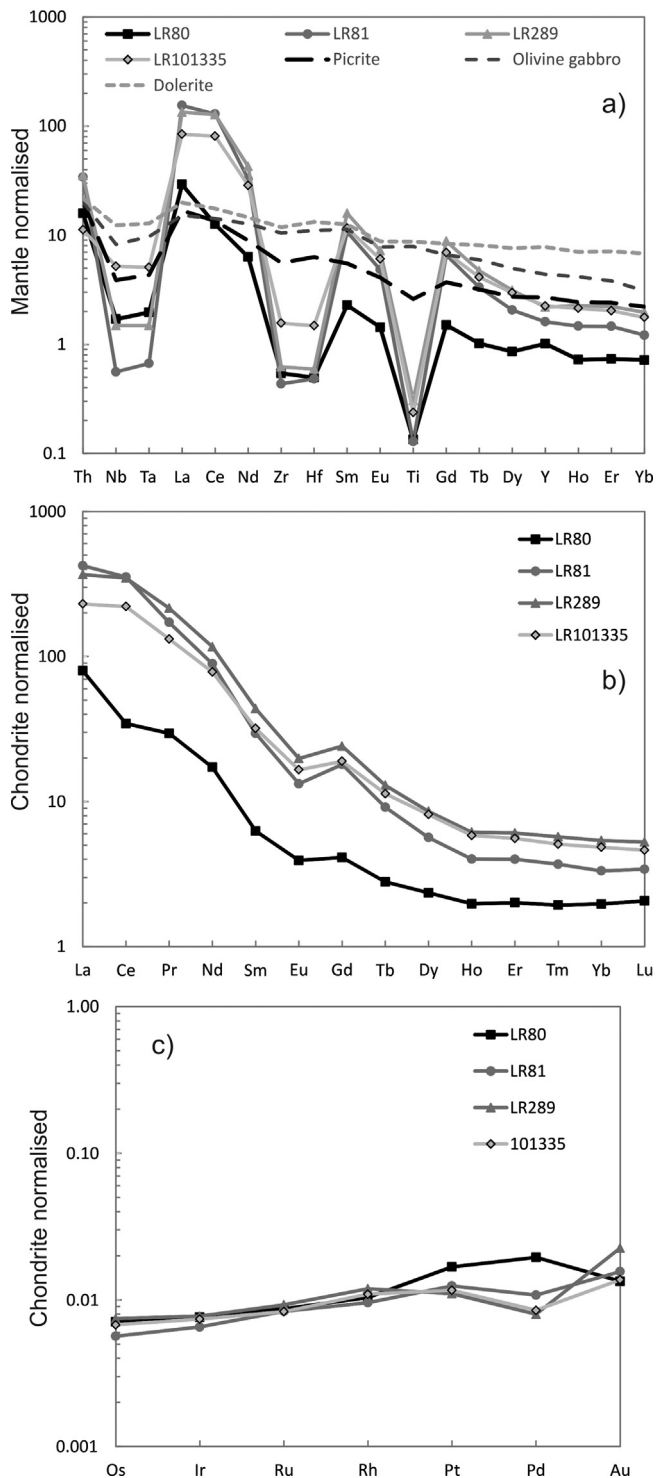 LR80 LR81 LR289
LR101335 Picrite Olivine gabbro
Dolerite
a)
Mantle normalised
1000
100
10
1
0.1
Th Nb Ta La Ce Nd Zr Hf Sm Eu Ti Gd Tb Dy Y Ho Er Yb
LR80
LR81
LR289
LR101335
b)
Chondrite normalised
1000
100
10
1
La Ce Pr Nd Sm Eu Gd Tb Dy Ho Er Tm Yb Lu
c)
LR80
LR81
LR289
101335
Chondrite normalised
1.00
0.10
0.01
0.001
Os Ir Ru Rh Pt Pd Au